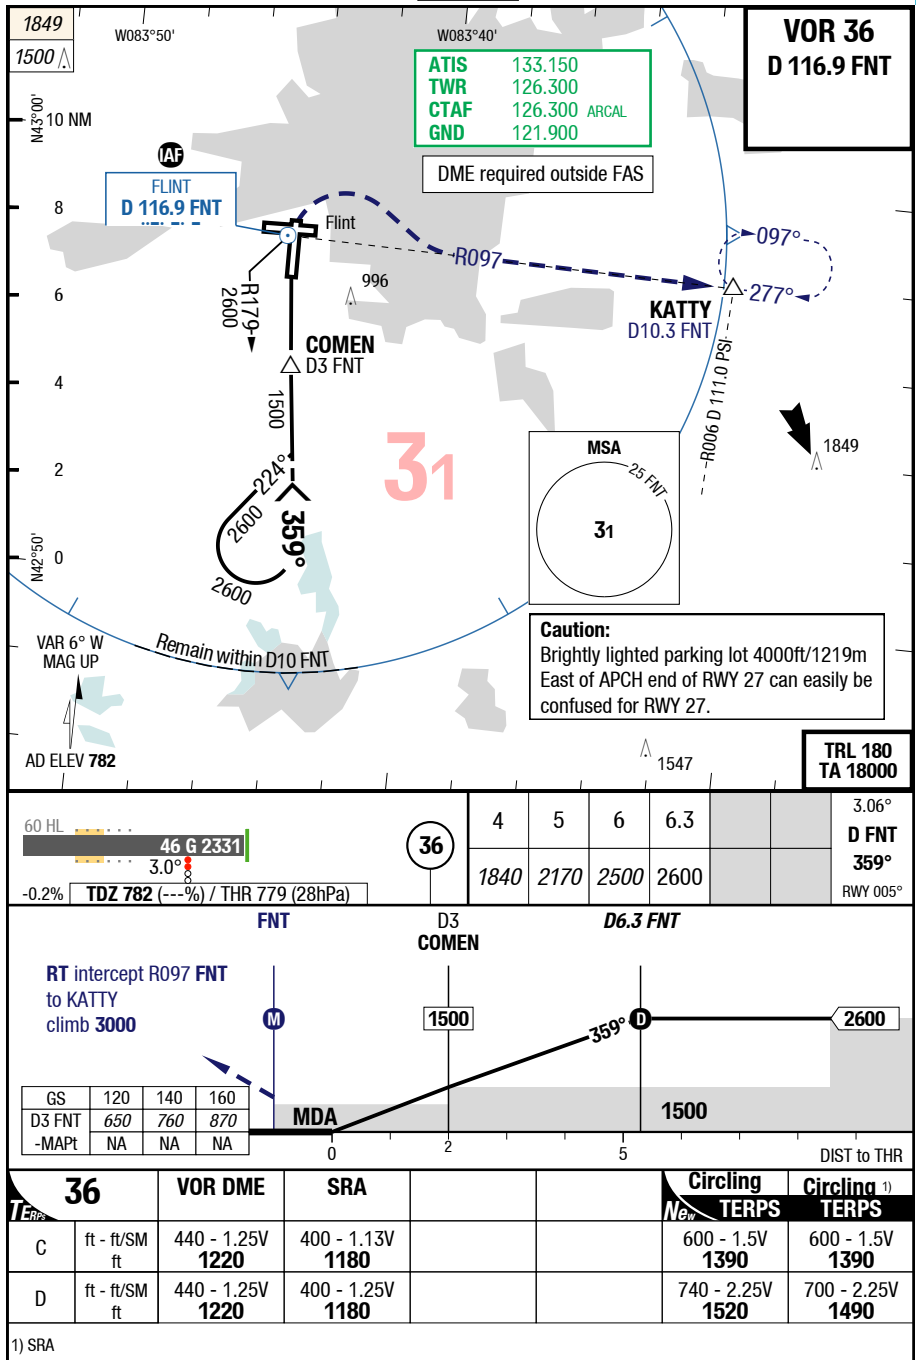 1849
1500
W083°50'
W083°40'
VOR 36
D 116.9 FNT
ATIS 133.150
TWR 126.300
CTAF 126.300 ARCAL
GND 121.900
DME required outside FAS
N43°00'
10 NM
8
6
4
2
0
N42°50'
IAF
FLINT
D 116.9 FNT
Flint
R097
097°
277°
KATTY
D10.3 FNT
996
R179
2600
COMEN
D3 FNT
1500
R006 D 111.0 PSI
1849
31
224°
2600
2600
359°
MSA
25 FNT
31
Remain within D10 FNT
VAR 6° W
MAG UP
AD ELEV 782
Caution:
Brightly lighted parking lot 4000ft/1219m
East of APCH end of RWY 27 can easily be
confused for RWY 27.
1547
TRL 180
TA 18000
60 HL
46 G 2331
3.0°
-0.2%
TDZ 782 (---%) / THR 779 (28hPa)
36
4 5 6 6.3
1840 2170 2500 2600
3.06°
D FNT
359°
RWY 005°
FNT
D3
COMEN
D6.3 FNT
RT intercept R097 FNT
to KATTY
climb 3000
M
1500
359°
D
2600
GS 120 140 160
D3 FNT 650 760 870
-MAPt NA NA NA
MDA
1500
0 2 5 DIST to THR
TERPS 36 VOR DME SRA New Circling TERPS Circling 1) TERPS
C ft - ft/SM 440 - 1.25V 400 - 1.13V 600 - 1.5V 600 - 1.5V
ft 1220 1180 1390 1390
D ft - ft/SM 440 - 1.25V 400 - 1.25V 740 - 2.25V 700 - 2.25V
ft 1220 1180 1520 1490
1) SRA